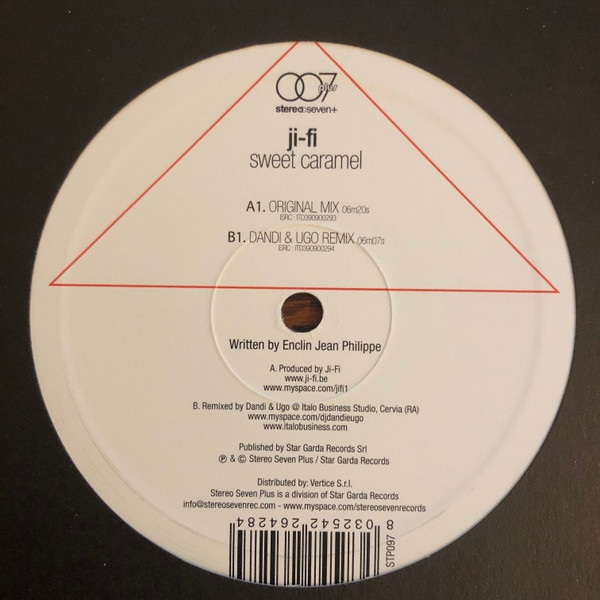 007
plus
stereo seven+
ji-fi
sweet caramel
A1. ORIGINAL MIX 06m20s
ISRC : ITO390900293
B1. DANDI & UGO REMIX 06m07s
ISRC : ITO390900294
Written by Enclin Jean Philippe
A. Produced by Ji-Fi
www.ji-fi.be
www.myspace.com/jifi1
B. Remixed by Dandi & Ugo @ Italo Business Studio, Cervia (RA)
www.myspace.com/djdandieugo
www.italobusiness.com
Published by Star Garda Records Srl
℗ & © Stereo Seven Plus / Star Garda Records
Distributed by: Vertice S.r.l.
Stereo Seven Plus is a division of Star Garda Records
info@stereosevenrec.com - www.myspace.com/stereosevenrecords
8 032542 264284
STP097